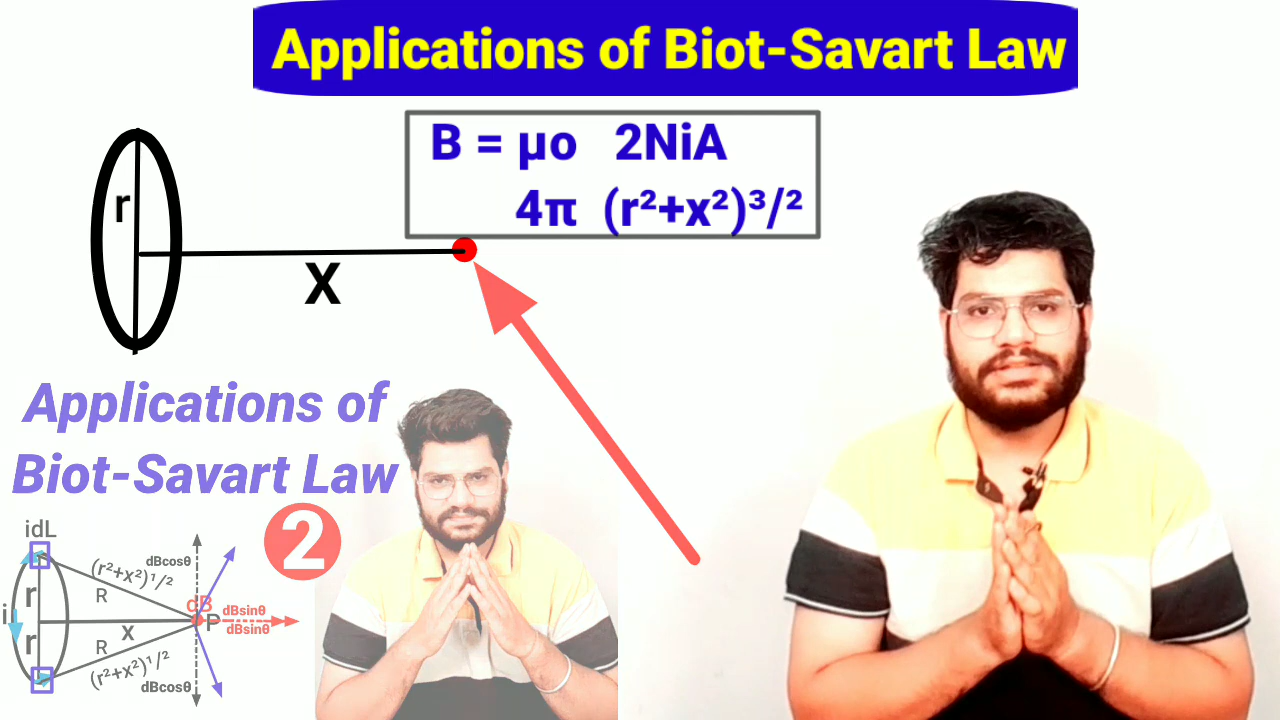 Applications of Biot-Savart Law
B = μo 2NiA
4π (r²+x²)³/²
r
X
Applications of
Biot-Savart Law
2
idL
dBcosθ
(r²+x²)¹/²
R
r
i
dB
dBsinθ
P
dBsinθ
x
r
R
(r²+x²)¹/²
dBcosθ